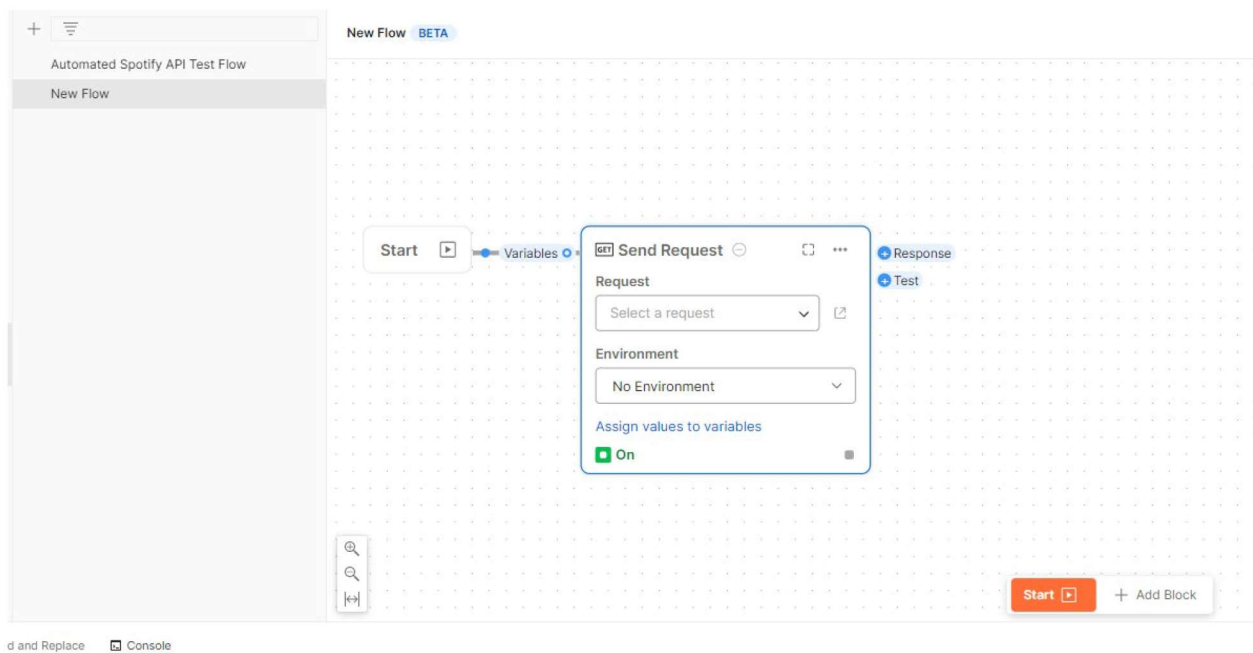 New Flow BETA
Automated Spotify API Test Flow
New Flow
Start
Variables
GET Send Request
Response
Test
Request
Select a request
Environment
No Environment
Assign values to variables
On
Start
Add Block
d and Replace
Console